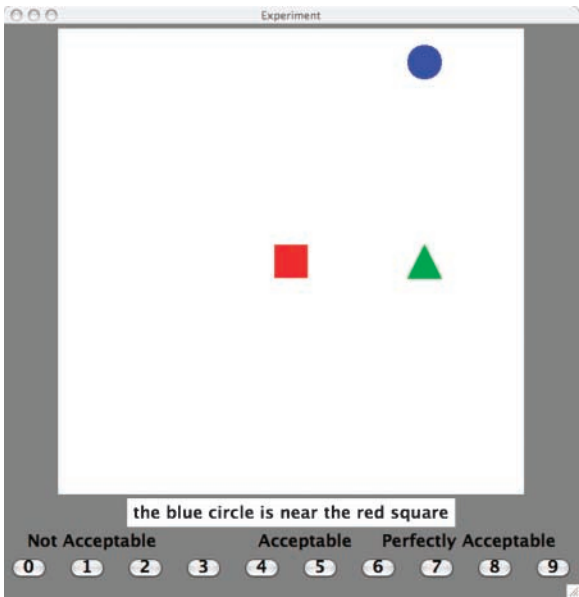 Experiment
the blue circle is near the red square
Not Acceptable Acceptable Perfectly Acceptable
0 1 2 3 4 5 6 7 8 9